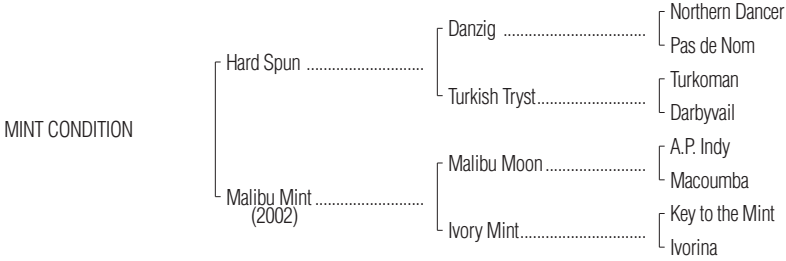 Northern Dancer
Danzig ..................................
Pas de Nom
Hard Spun ............................
Turkoman
Turkish Tryst..........................
Darbyvail
MINT CONDITION
A.P. Indy
Malibu Moon........................
Macoumba
Malibu Mint..........................
(2002)
Key to the Mint
Ivory Mint..............................
Ivorina